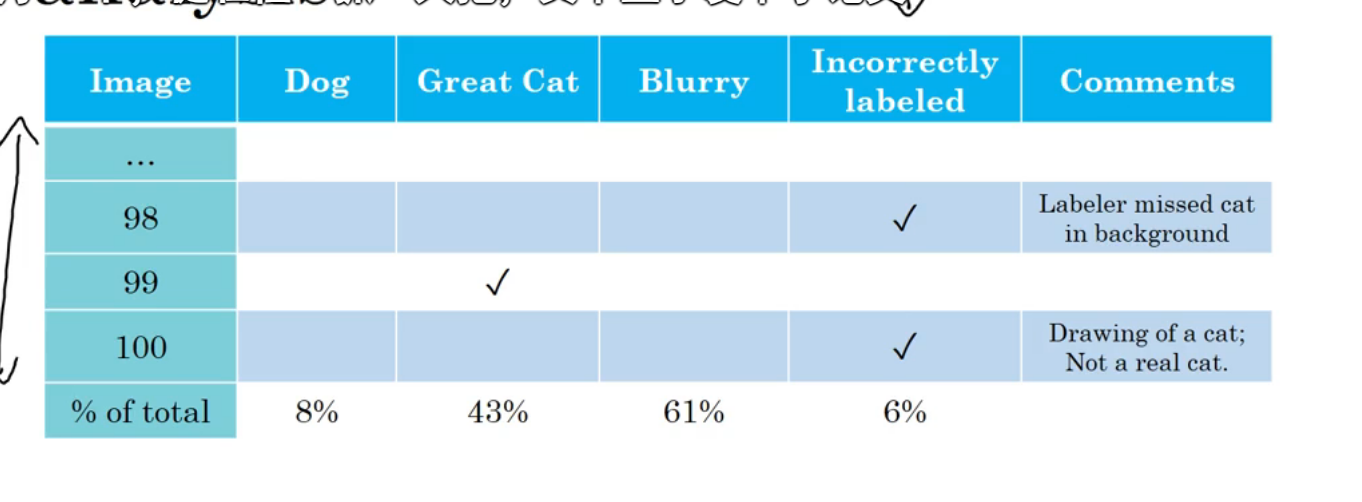 Image Dog Great Cat Blurry Incorrectly labeled Comments
...
98 ✓ Labeler missed cat in background
99 ✓
100 ✓ Drawing of a cat; Not a real cat.
% of total 8% 43% 61% 6%